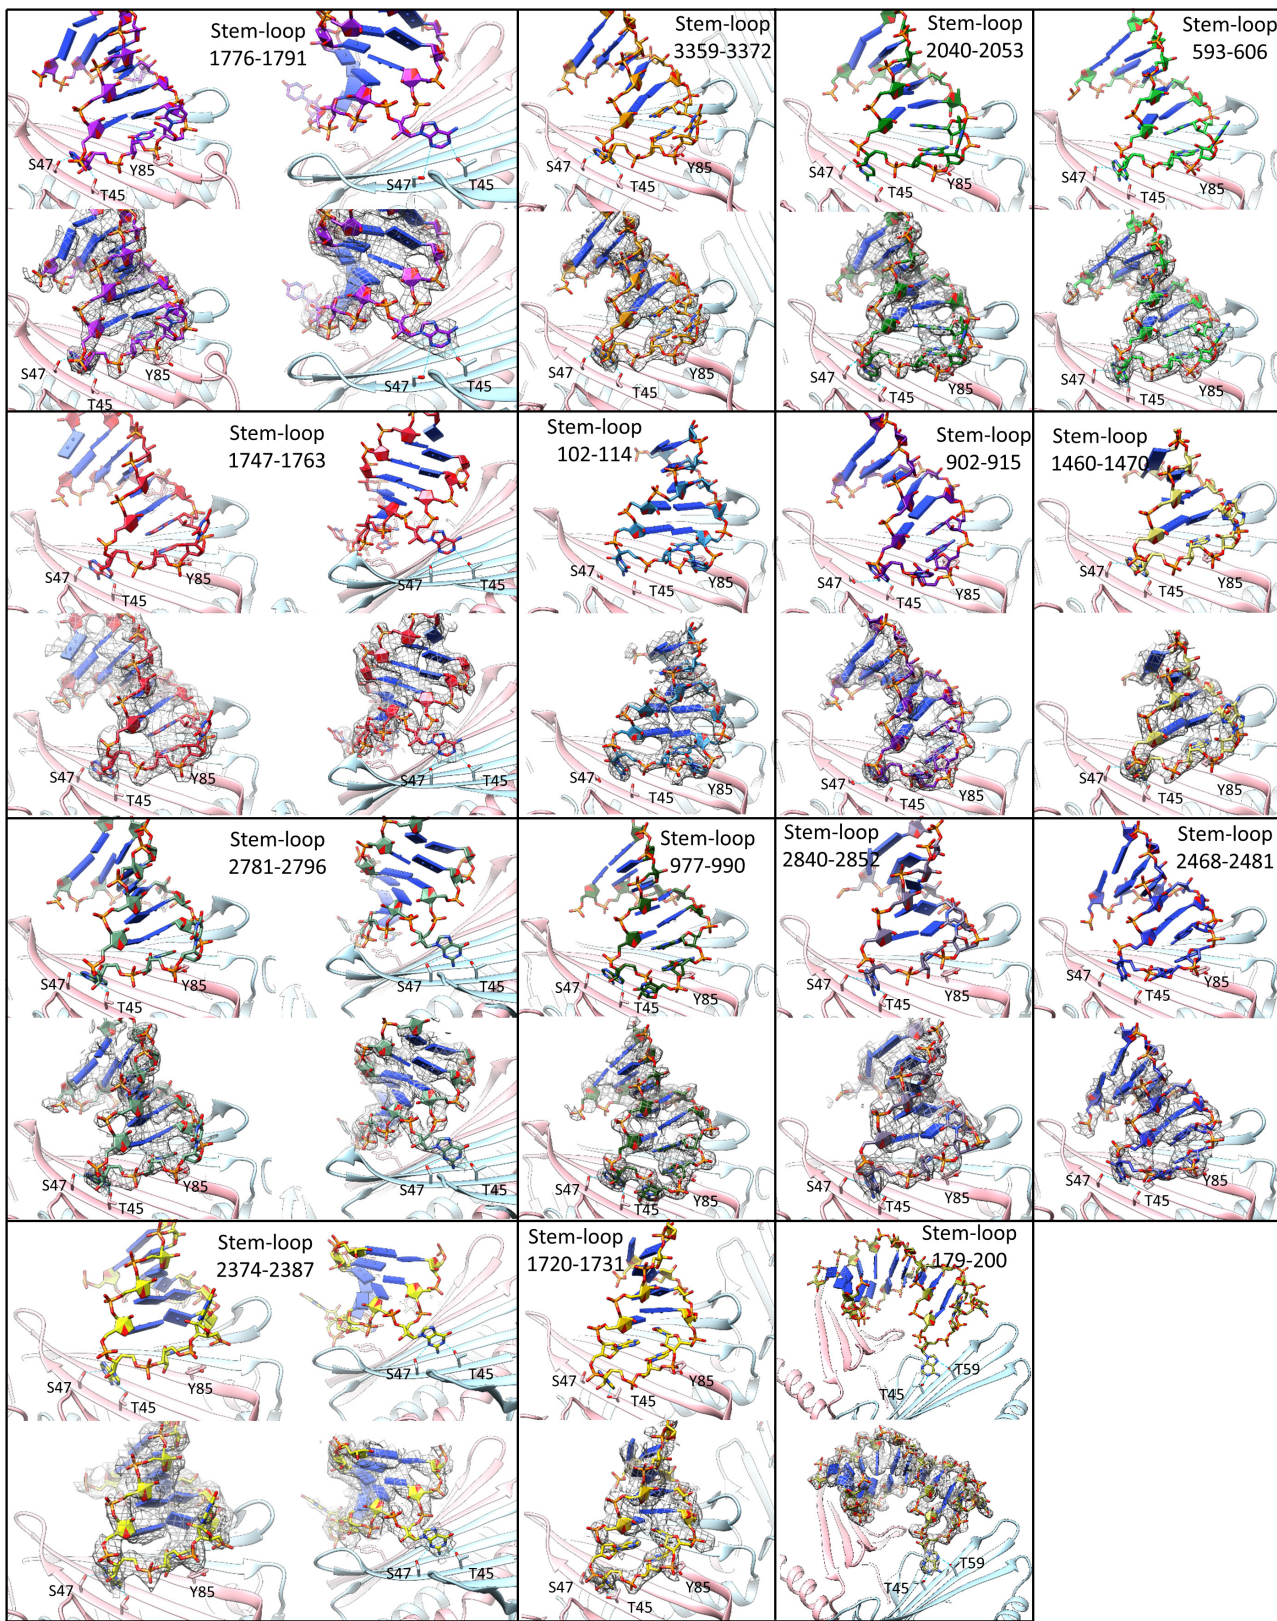 Stem-loop
1776-1791
S47
Y85
T45
S47
T45
S47
Y85
T45
S47
T45
Stem-loop
3359-3372
S47
Y85
T45
S47
Y85
T45
Stem-loop
2040-2053
S47
T45
Y85
S47
Y85
T45
Stem-loop
593-606
S47
T45
Y85
S47
Y85
T45
Stem-loop
1747-1763
S47
Y85
T45
S47
T45
S47
Y85
T45
S47
T45
Stem-loop
102-114
S47
Y85
T45
S47
Y85
T45
Stem-loop
902-915
S47
T45
Y85
S47
Y85
T45
Stem-loop
1460-1470
S47
T45
Y85
S47
Y85
T45
Stem-loop
2781-2796
S47
Y85
T45
S47
T45
S47
Y85
T45
S47
T45
Stem-loop
977-990
S47
Y85
T45
S47
Y85
T45
Stem-loop
2840-2852
S47
Y85
T45
S47
Y85
T45
Stem-loop
2468-2481
S47
Y85
T45
S47
Y85
T45
Stem-loop
2374-2387
S47
Y85
T45
S47
T45
S47
Y85
T45
S47
T45
Stem-loop
1720-1731
S47
Y85
T45
S47
Y85
T45
Stem-loop
179-200
T59
T45
T59
T45